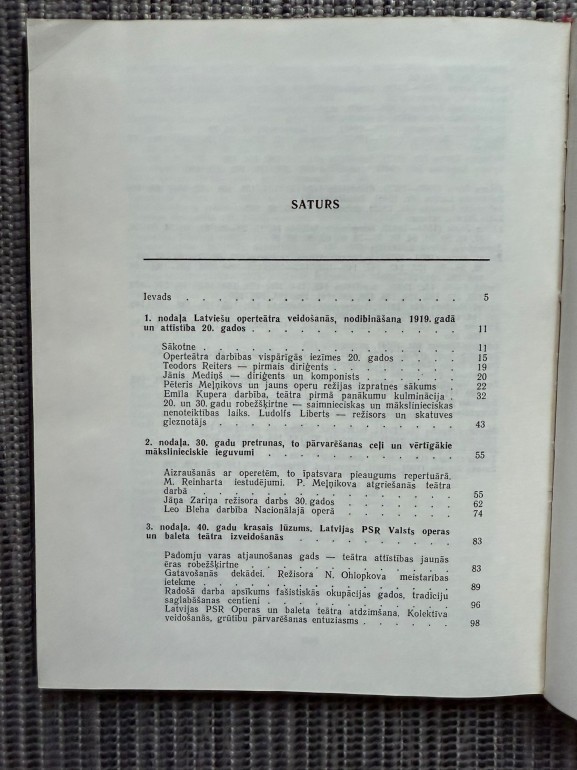 SATURS
Ievads . . . . . . . . . . . . . . . . . 5
1. nodaļa Latviešu operteātra veidošanās, nodibināšana 1919. gadā
un attīstība 20. gados . . . . . . . . . . . . . 11
Sākotne . . . . . . . . . . . . . . . 11
Operteātra darbības vispārīgās iezīmes 20. gados . . . . 15
Teodors Reiters — pirmais diriģents . . . . . . . 19
Jānis Mediņš — diriģents un komponists . . . . . . 20
Pēteris Meļņikovs un jauns operu režijas izpratnes sākums . . 22
Emīla Kupera darbība, teātra pirmā panākumu kulminācija . 32
20. un 30. gadu robežšķirtne — saimnieciskas un mākslinieciskas
nenoteiktības laiks. Ludolfs Liberts — režisors un skatuves
gleznotājs . . . . . . . . . . . . . . 43
2. nodaļa. 30. gadu pretrunas, to pārvarēšanas ceļi un vērtīgākie
mākslinieciskie ieguvumi . . . . . . . . . . . . 55
Aizraušanās ar operetēm, to īpatsvara pieaugums repertuārā.
M. Reinharta iestudējumi. P. Meļņikova atgriešanās teātra
darbā . . . . . . . . . . . . . . . 55
Jāņa Zariņa režisora darbs 30. gados . . . . . . . 62
Leo Bleha darbība Nacionālajā operā . . . . . . . 74
3. nodaļa. 40. gadu krasais lūzums. Latvijas PSR Valsts operas
un baleta teātra izveidošanās . . . . . . . . . . 83
Padomju varas atjaunošanas gads — teātra attīstības jaunās
ēras robežšķirtne . . . . . . . . . . . . 83
Gatavošanās dekādei. Režisora N. Ohlopkova meistarības
ietekme . . . . . . . . . . . . . . 89
Radošā darba apsīkums fašistiskās okupācijas gados, tradīciju
saglabāšanas centieni . . . . . . . . . . . 96
Latvijas PSR Operas un baleta teātra atdzimšana. Kolektīva
veidošanās, grūtību pārvarēšanas entuziasms . . . . . . 98